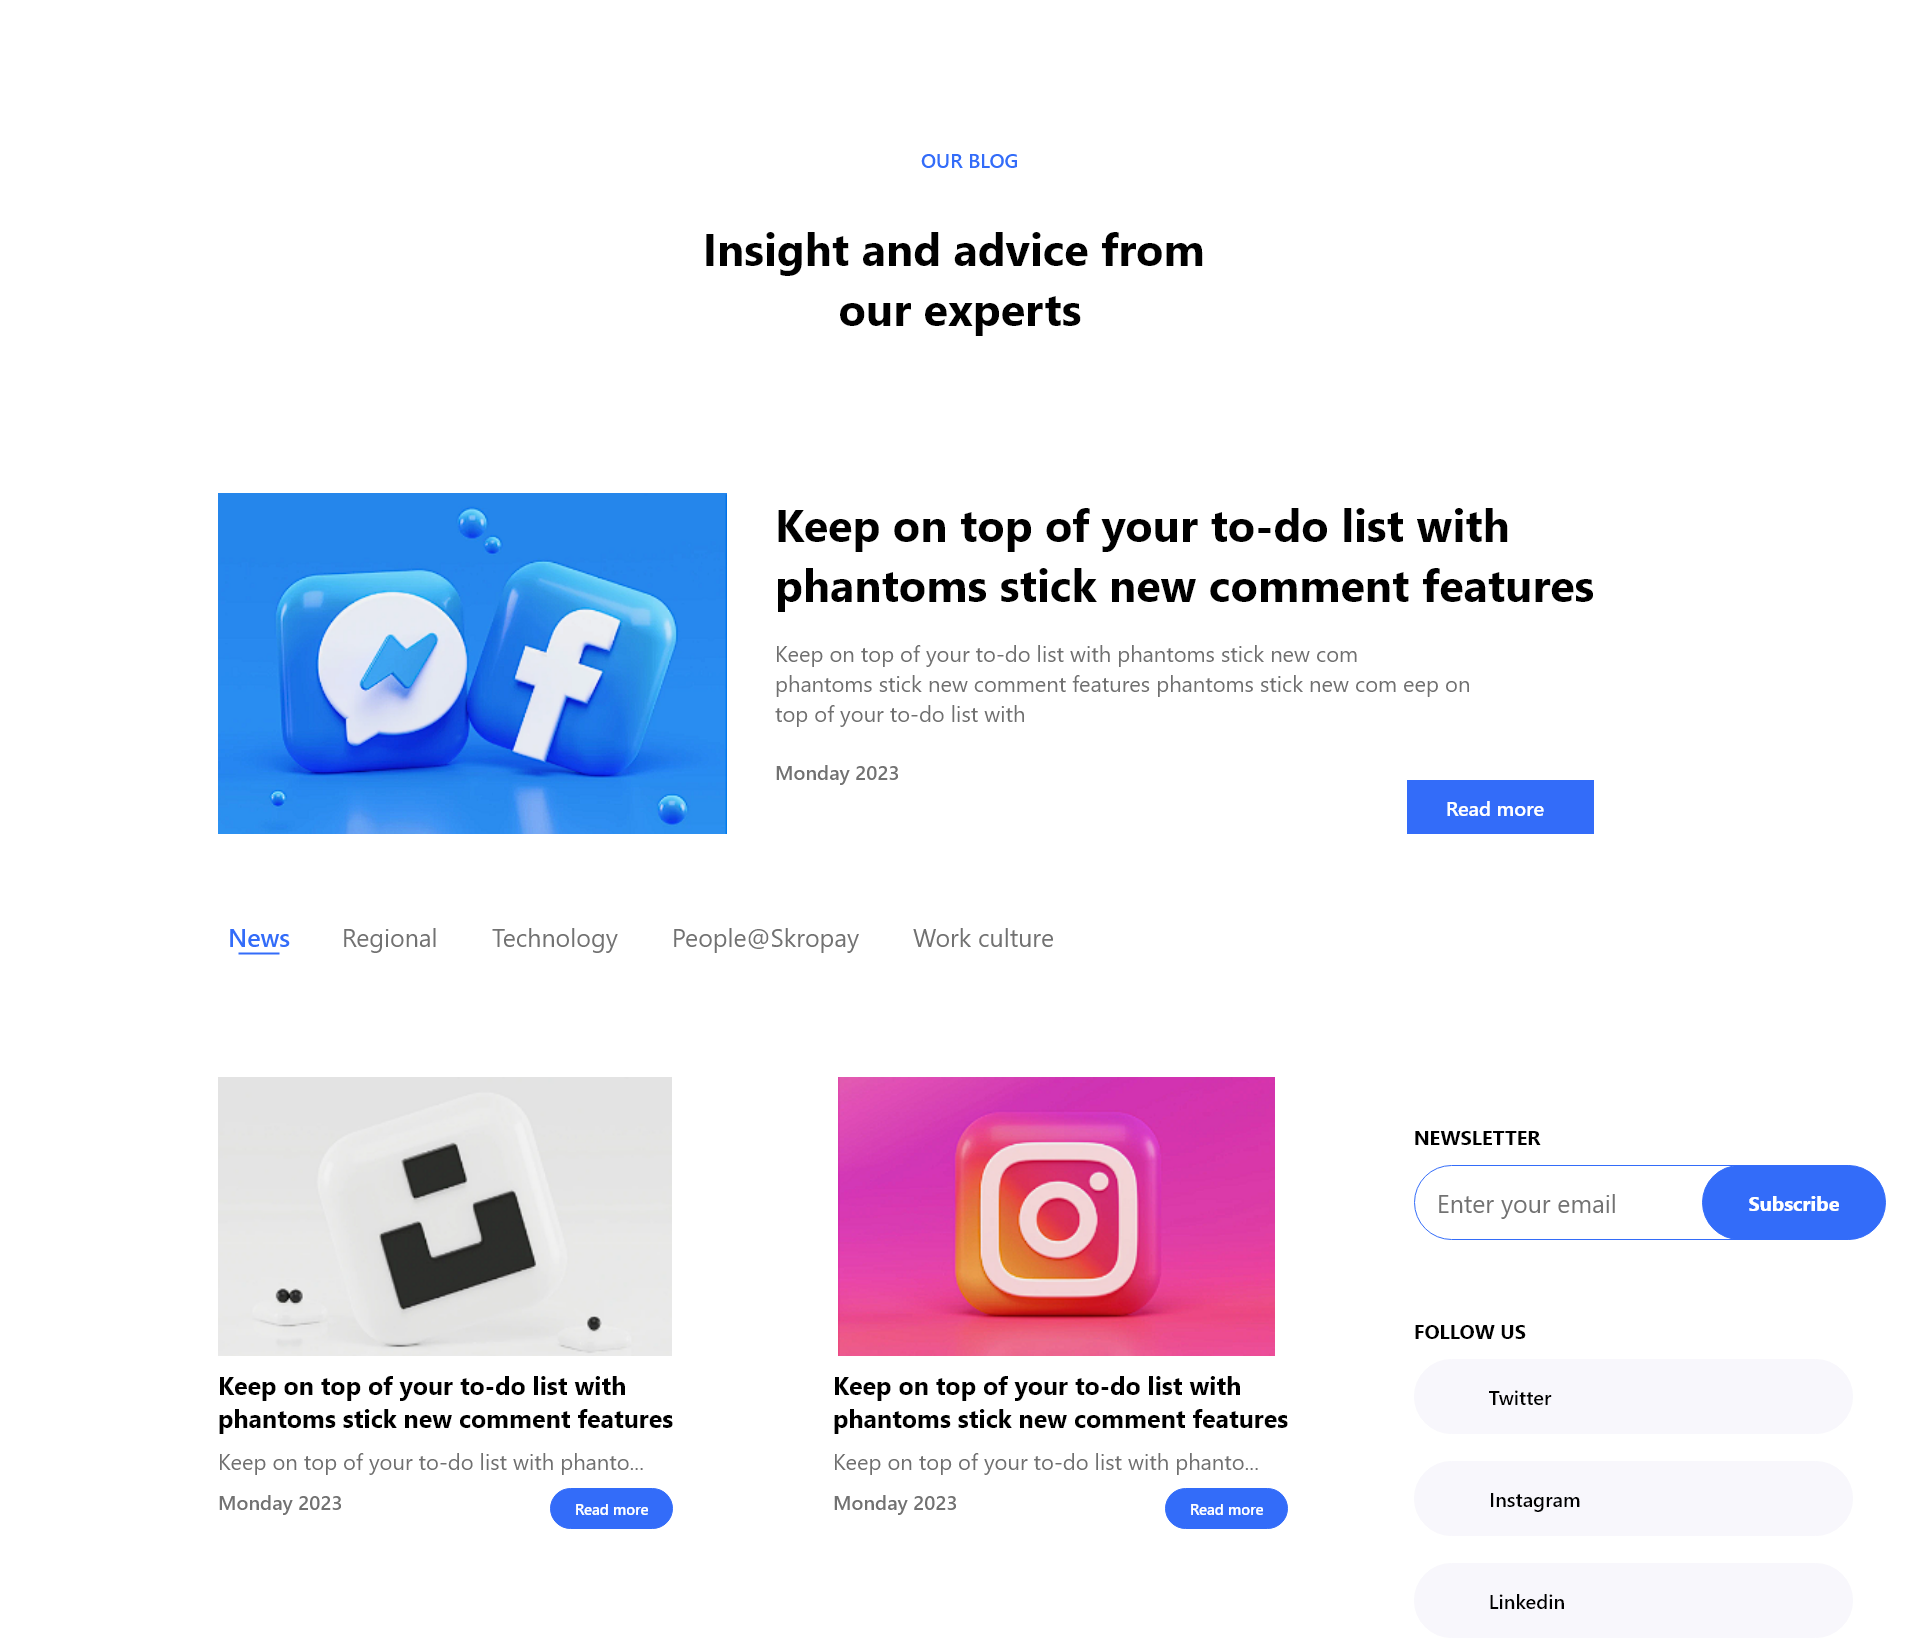 OUR BLOG
Insight and advice from
our experts
Keep on top of your to-do list with
phantoms stick new comment features
Keep on top of your to-do list with phantoms stick new com
phantoms stick new comment features phantoms stick new com eep on
top of your to-do list with
Monday 2023
Read more
News
Regional
Technology
People@Skropay
Work culture
Keep on top of your to-do list with
phantoms stick new comment features
Keep on top of your to-do list with phanto...
Monday 2023
Read more
Keep on top of your to-do list with
phantoms stick new comment features
Keep on top of your to-do list with phanto...
Monday 2023
Read more
NEWSLETTER
Enter your email
Subscribe
FOLLOW US
Twitter
Instagram
Linkedin